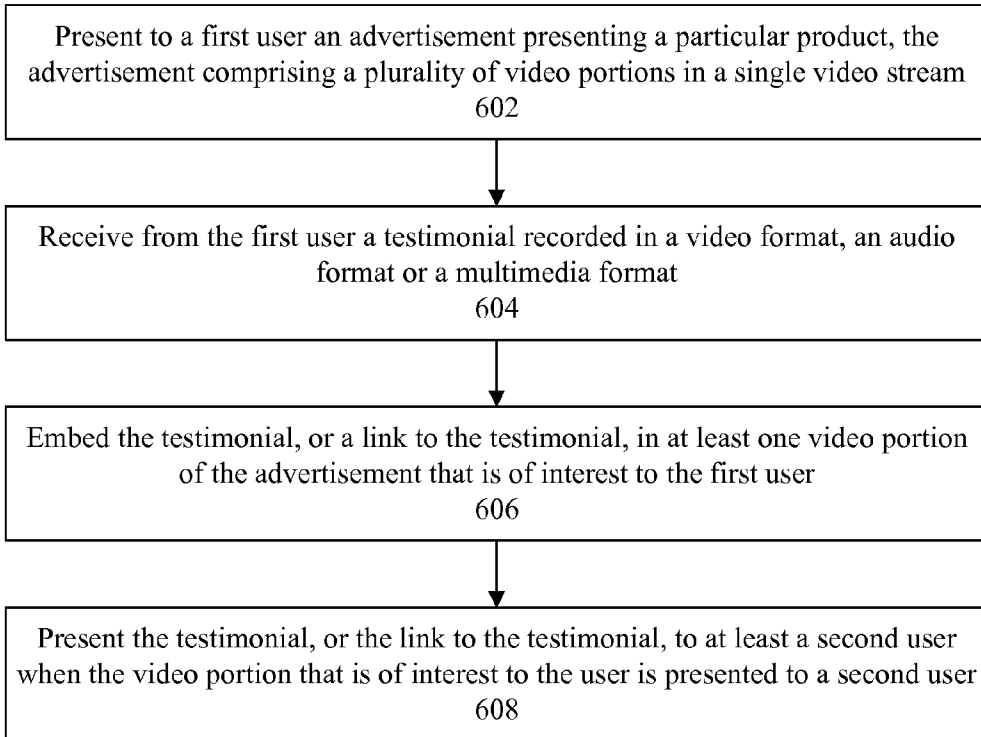 Present to a first user an advertisement presenting a particular product, the
advertisement comprising a plurality of video portions in a single video stream
602
Receive from the first user a testimonial recorded in a video format, an audio
format or a multimedia format
604
Embed the testimonial, or a link to the testimonial, in at least one video portion
of the advertisement that is of interest to the first user
606
Present the testimonial, or the link to the testimonial, to at least a second user
when the video portion that is of interest to the user is presented to a second user
608